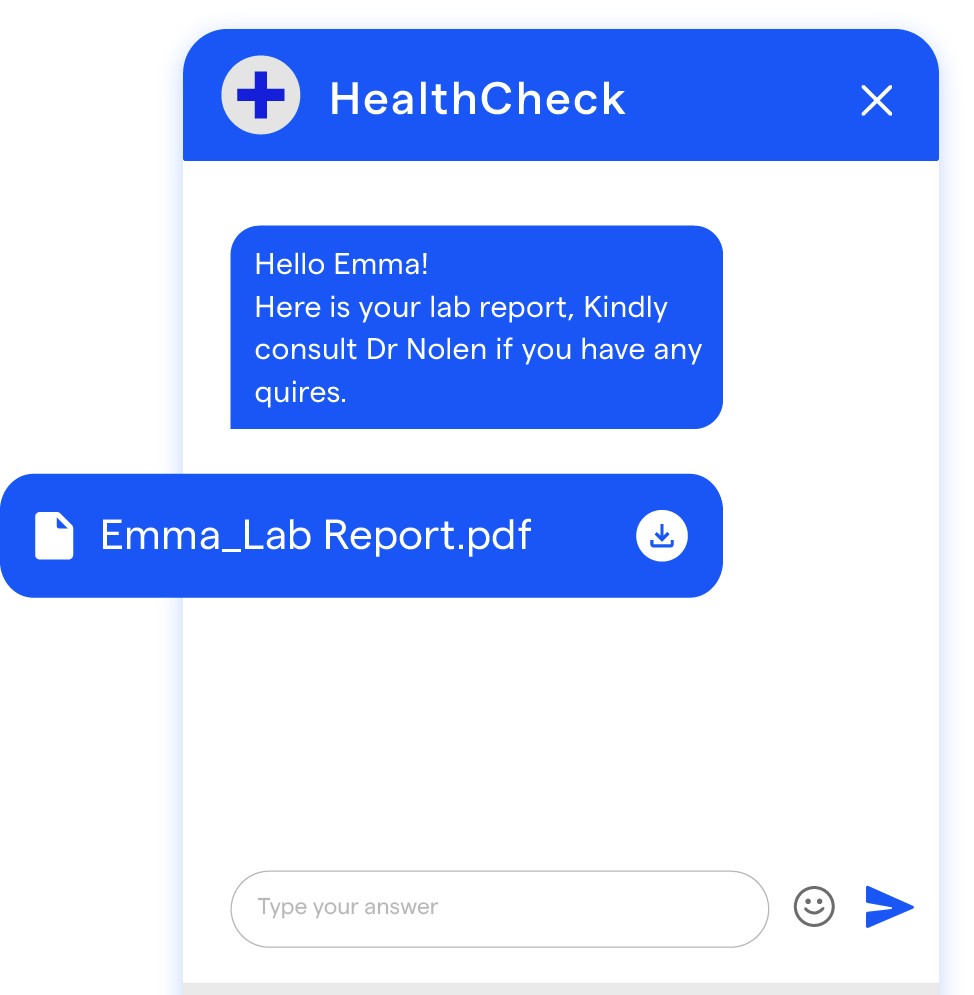 HealthCheck
Hello Emma!
Here is your lab report, Kindly
consult Dr Nolen if you have any
quires.
Emma_Lab Report.pdf
Type your answer